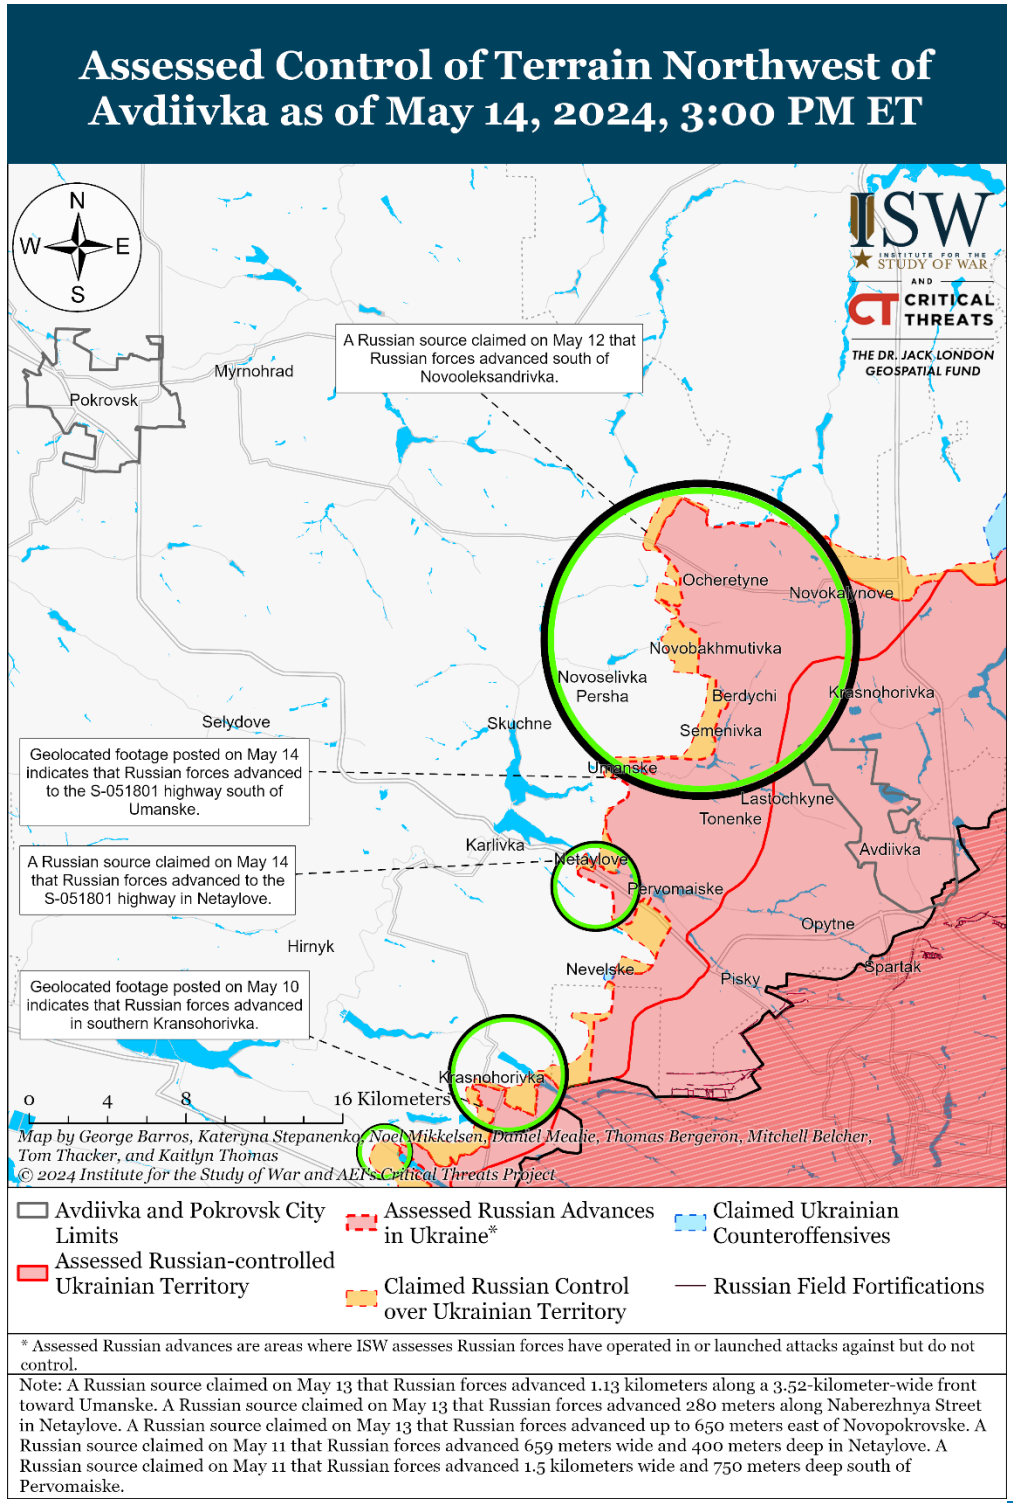 Assessed Control of Terrain Northwest of
Avdiivka as of May 14, 2024, 3:00 PM ET
N
W
E
S
ISW
INSTITUTE FOR THE
STUDY OF WAR
AND
CT CRITICAL
THREATS
THE DR. JACK LONDON
GEOSPATIAL FUND
A Russian source claimed on May 12 that
Russian forces advanced south of
Novooleksandrivka.
Myrnohrad
Pokrovsk
Ocheretyne
Novokalynove
Novobakhmutivka
Novoselivka
Persha
Berdychi
Krasnohorivka
Selydove
Skuchne
Semenivka
Geolocated footage posted on May 14
indicates that Russian forces advanced
to the S-051801 highway south of
Umanske.
Umanske
Lastochkyne
Tonenke
Karlivka
Avdiivka
A Russian source claimed on May 14
that Russian forces advanced to the
S-051801 highway in Netaylove.
Netaylove
Pervomaiske
Opytne
Hirnyk
Nevelske
Pisky
Spartak
Geolocated footage posted on May 10
indicates that Russian forces advanced
in southern Kransohorivka.
Krasnohorivka
0 4 8 16 Kilometers
Map by George Barros, Kateryna Stepanenko, Noel Mikkelsen, Daniel Mealie, Thomas Bergeron, Mitchell Belcher,
Tom Thacker, and Kaitlyn Thomas
© 2024 Institute for the Study of War and AEI's Critical Threats Project
Avdiivka and Pokrovsk City
Limits
Assessed Russian-controlled
Ukrainian Territory
Assessed Russian Advances
in Ukraine*
Claimed Russian Control
over Ukrainian Territory
Claimed Ukrainian
Counteroffensives
Russian Field Fortifications
* Assessed Russian advances are areas where ISW assesses Russian forces have operated in or launched attacks against but do not
control.
Note: A Russian source claimed on May 13 that Russian forces advanced 1.13 kilometers along a 3.52-kilometer-wide front
toward Umanske. A Russian source claimed on May 13 that Russian forces advanced 280 meters along Naberezhnya Street
in Netaylove. A Russian source claimed on May 13 that Russian forces advanced up to 650 meters east of Novopokrovske. A
Russian source claimed on May 11 that Russian forces advanced 659 meters wide and 400 meters deep in Netaylove. A
Russian source claimed on May 11 that Russian forces advanced 1.5 kilometers wide and 750 meters deep south of
Pervomaiske.